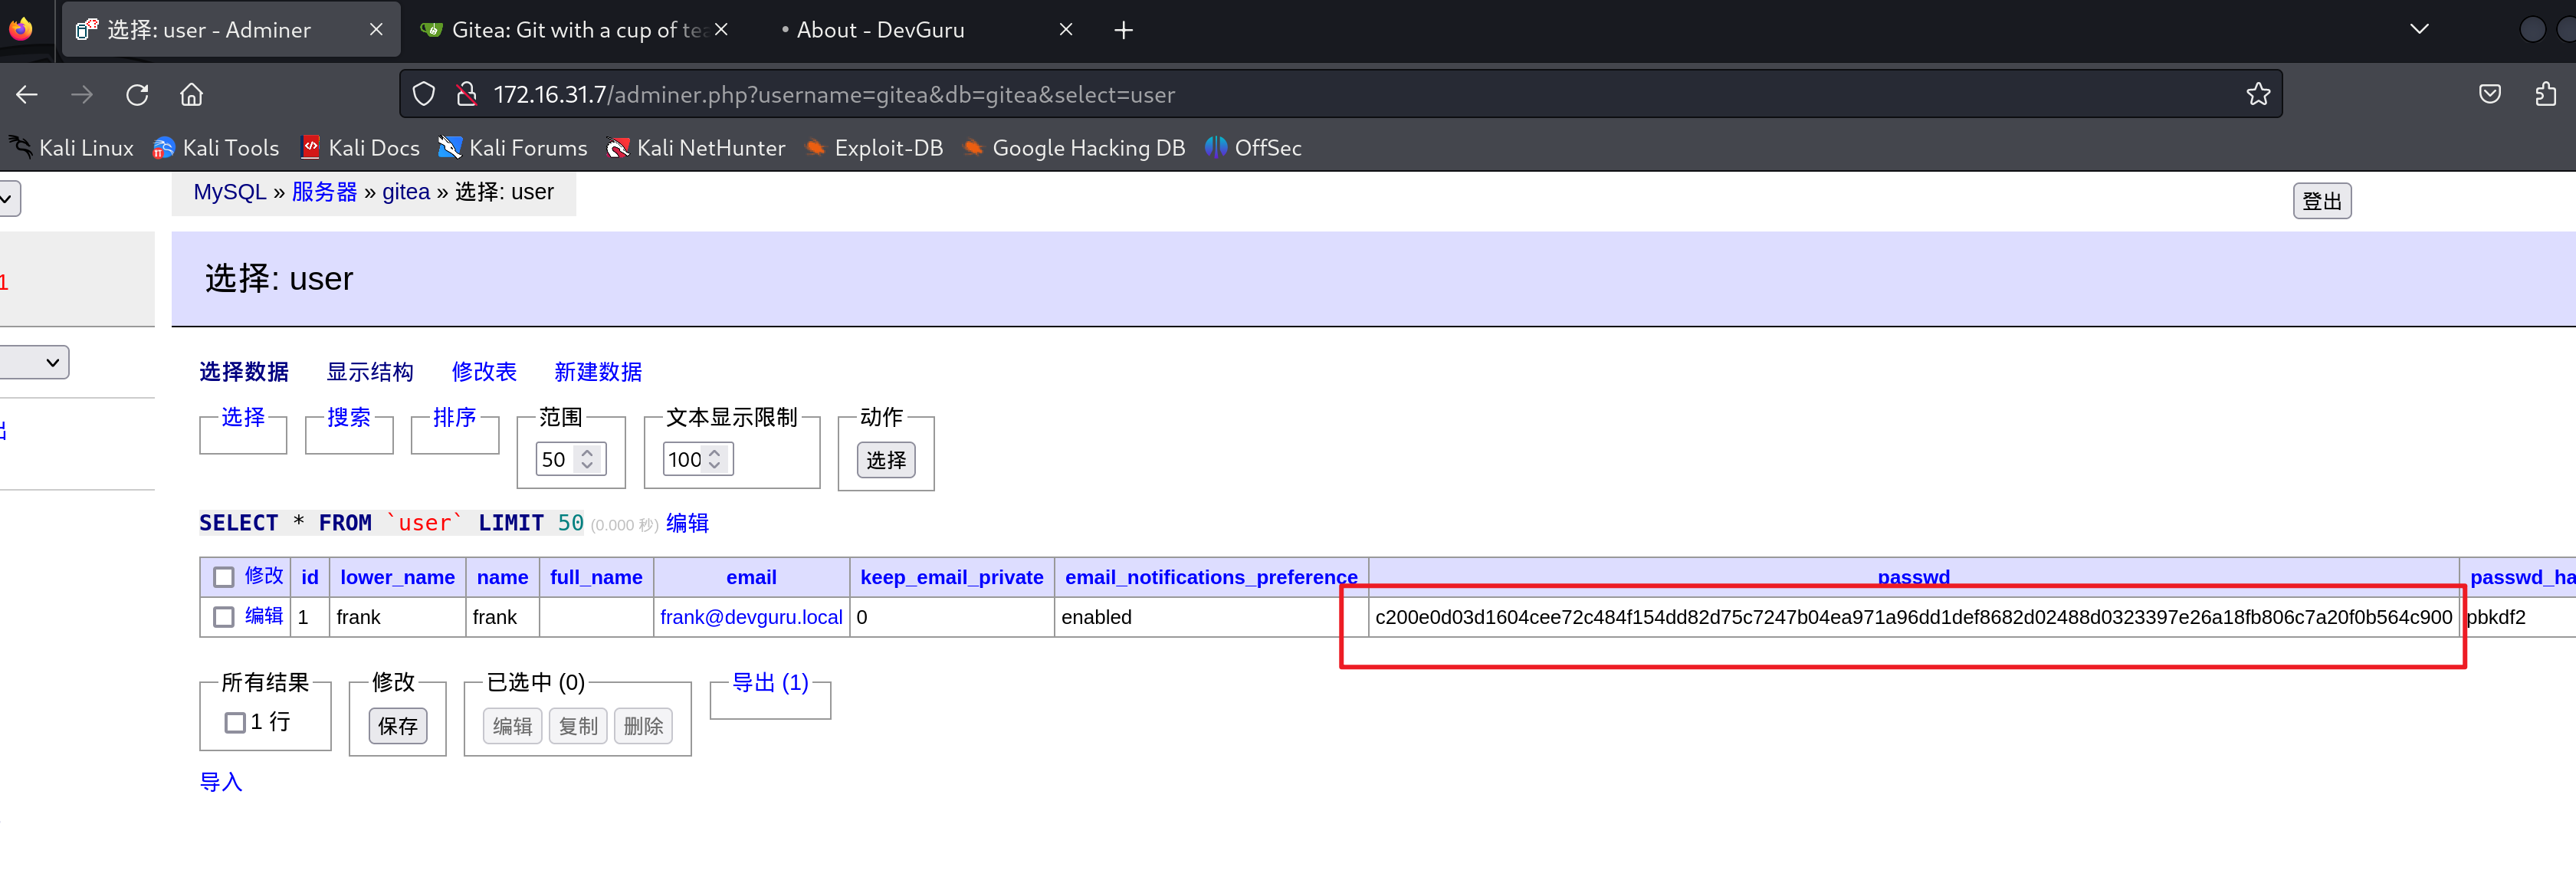 选择: user - Adminer
Gitea: Git with a cup of tea
About - DevGuru
172.16.31.7/adminer.php?username=gitea&db=gitea&select=user
Kali Linux Kali Tools Kali Docs Kali Forums Kali NetHunter Exploit-DB Google Hacking DB OffSec
MySQL » 服务器 » gitea » 选择: user
登出
1
选择: user
选择数据 显示结构 修改表 新建数据
选择 搜索 排序 范围 文本显示限制 动作
50 100 选择
SELECT * FROM `user` LIMIT 50 (0.000 秒) 编辑
修改 id lower_name name full_name email keep_email_private email_notifications_preference passwd passwd_ha
编辑 1 frank frank frank@devguru.local 0 enabled c200e0d03d1604cee72c484f154dd82d75c7247b04ea971a96dd1def8682d02488d0323397e26a18fb806c7a20f0b564c900 pbkdf2
所有结果 修改 已选中 (0) 导出 (1)
1 行 保存 编辑 复制 删除
导入